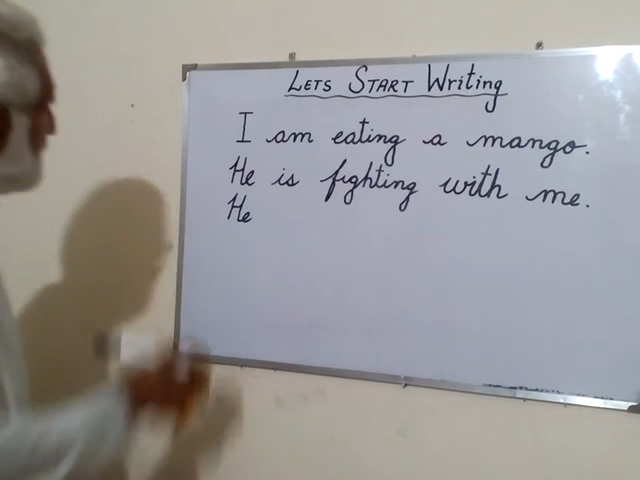 LETS START Writing
I am eating a mango.
He is fighting with me.
He